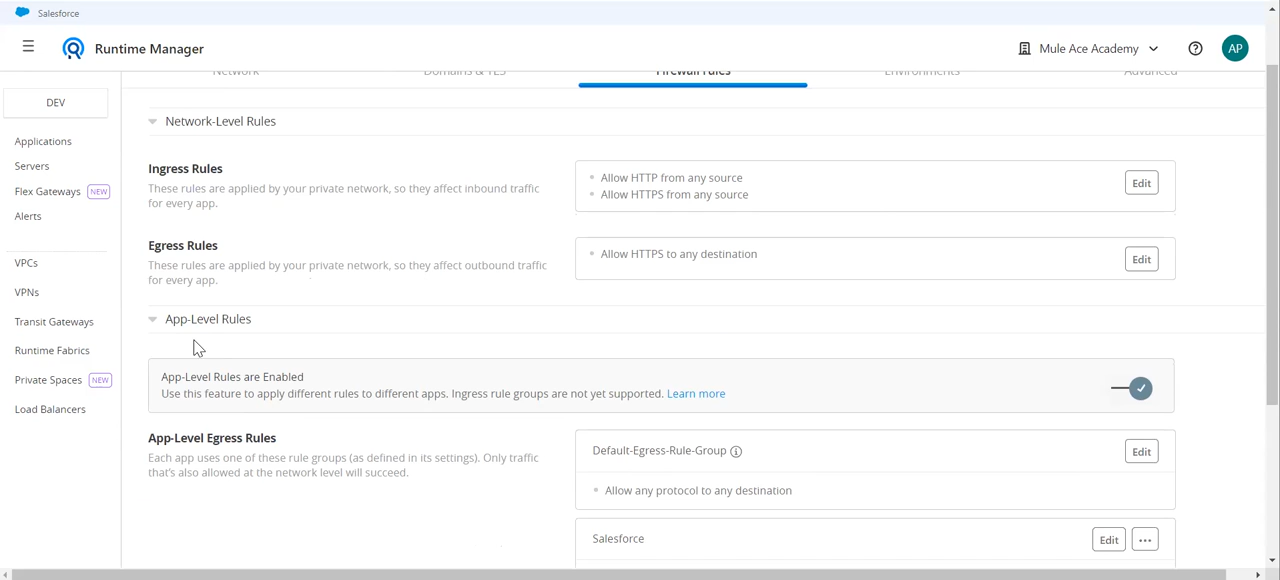 Salesforce
Runtime Manager
Mule Ace Academy
AP
Network
Domains & TLS
Firewall rules
Environments
Advanced
DEV
Applications
Servers
Flex Gateways NEW
Alerts
VPCs
VPNs
Transit Gateways
Runtime Fabrics
Private Spaces NEW
Load Balancers
Network-Level Rules
Ingress Rules
These rules are applied by your private network, so they affect inbound traffic
for every app.
Allow HTTP from any source
Allow HTTPS from any source
Edit
Egress Rules
These rules are applied by your private network, so they affect outbound traffic
for every app.
Allow HTTPS to any destination
Edit
App-Level Rules
App-Level Rules are Enabled
Use this feature to apply different rules to different apps. Ingress rule groups are not yet supported. Learn more
App-Level Egress Rules
Each app uses one of these rule groups (as defined in its settings). Only traffic
that's also allowed at the network level will succeed.
Default-Egress-Rule-Group
Edit
Allow any protocol to any destination
Salesforce
Edit